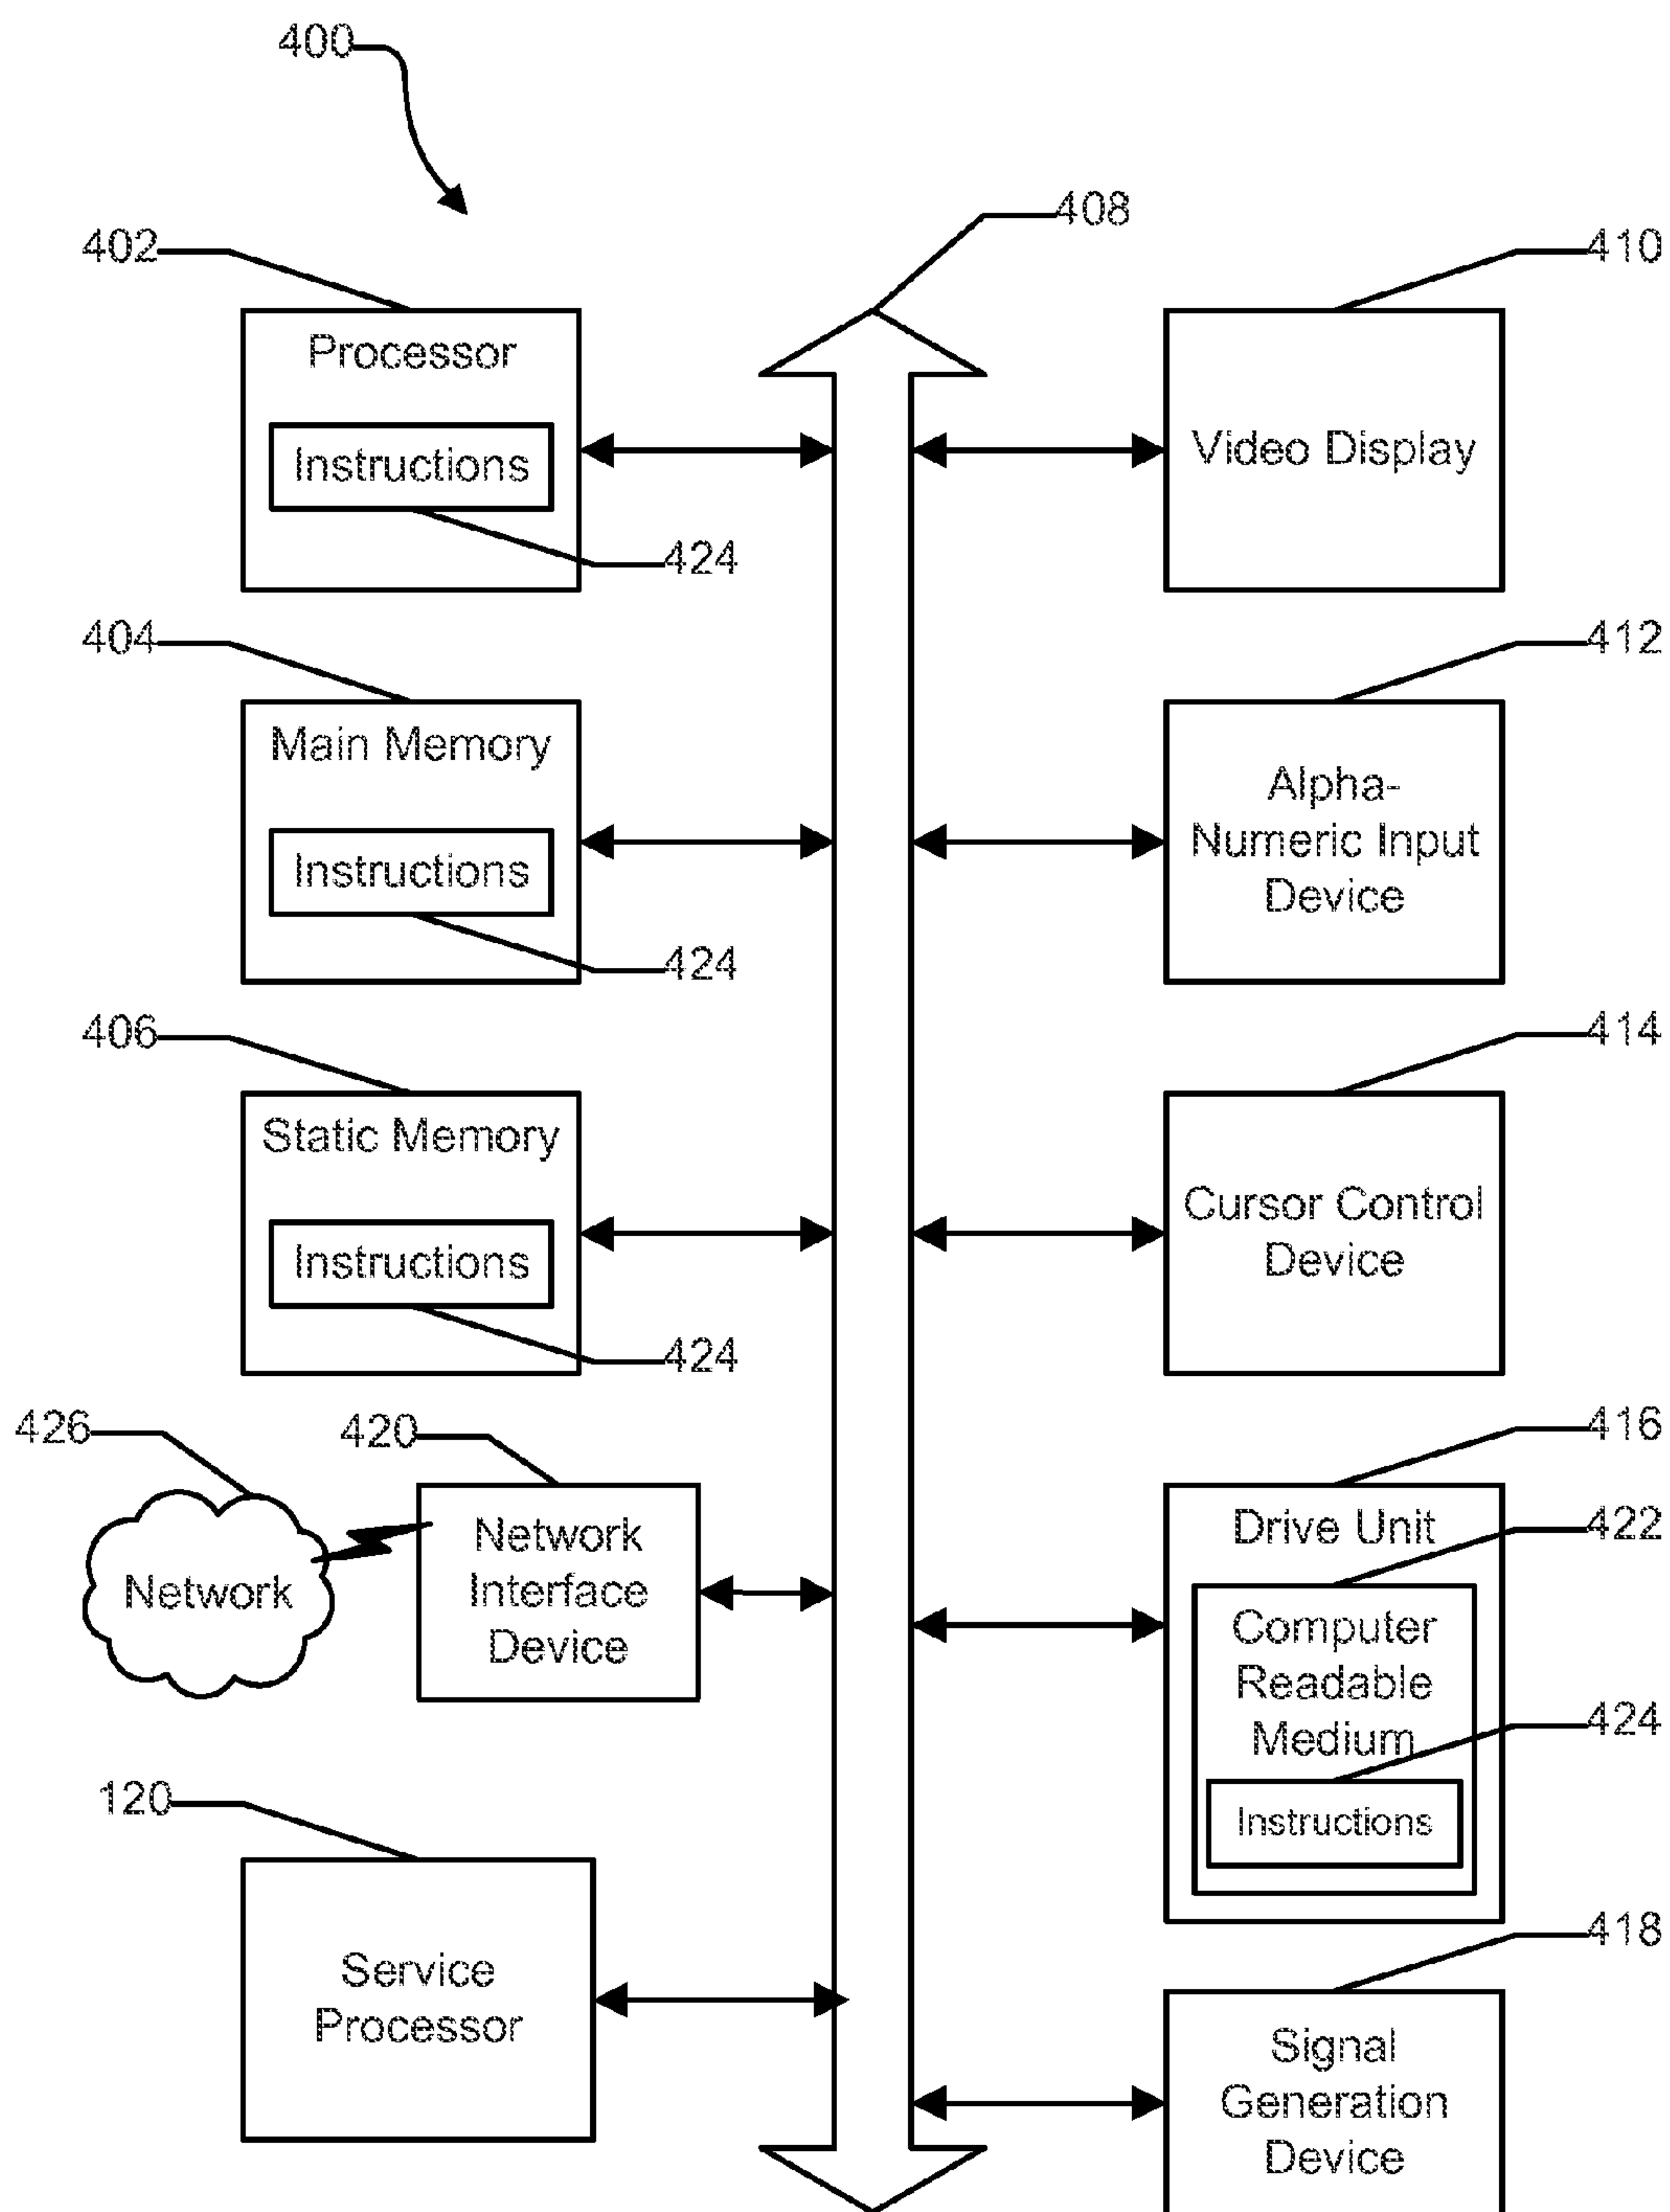 400
408
402
410
Processor
Instructions
424
Video Display
404
412
Main Memory
Instructions
424
Alpha-
Numeric Input
Device
406
414
Static Memory
Instructions
424
Cursor Control
Device
426
420
416
Network
Network
Interface
Device
Drive Unit
422
Computer
Readable
Medium
424
Instructions
120
Service
Processor
418
Signal
Generation
Device